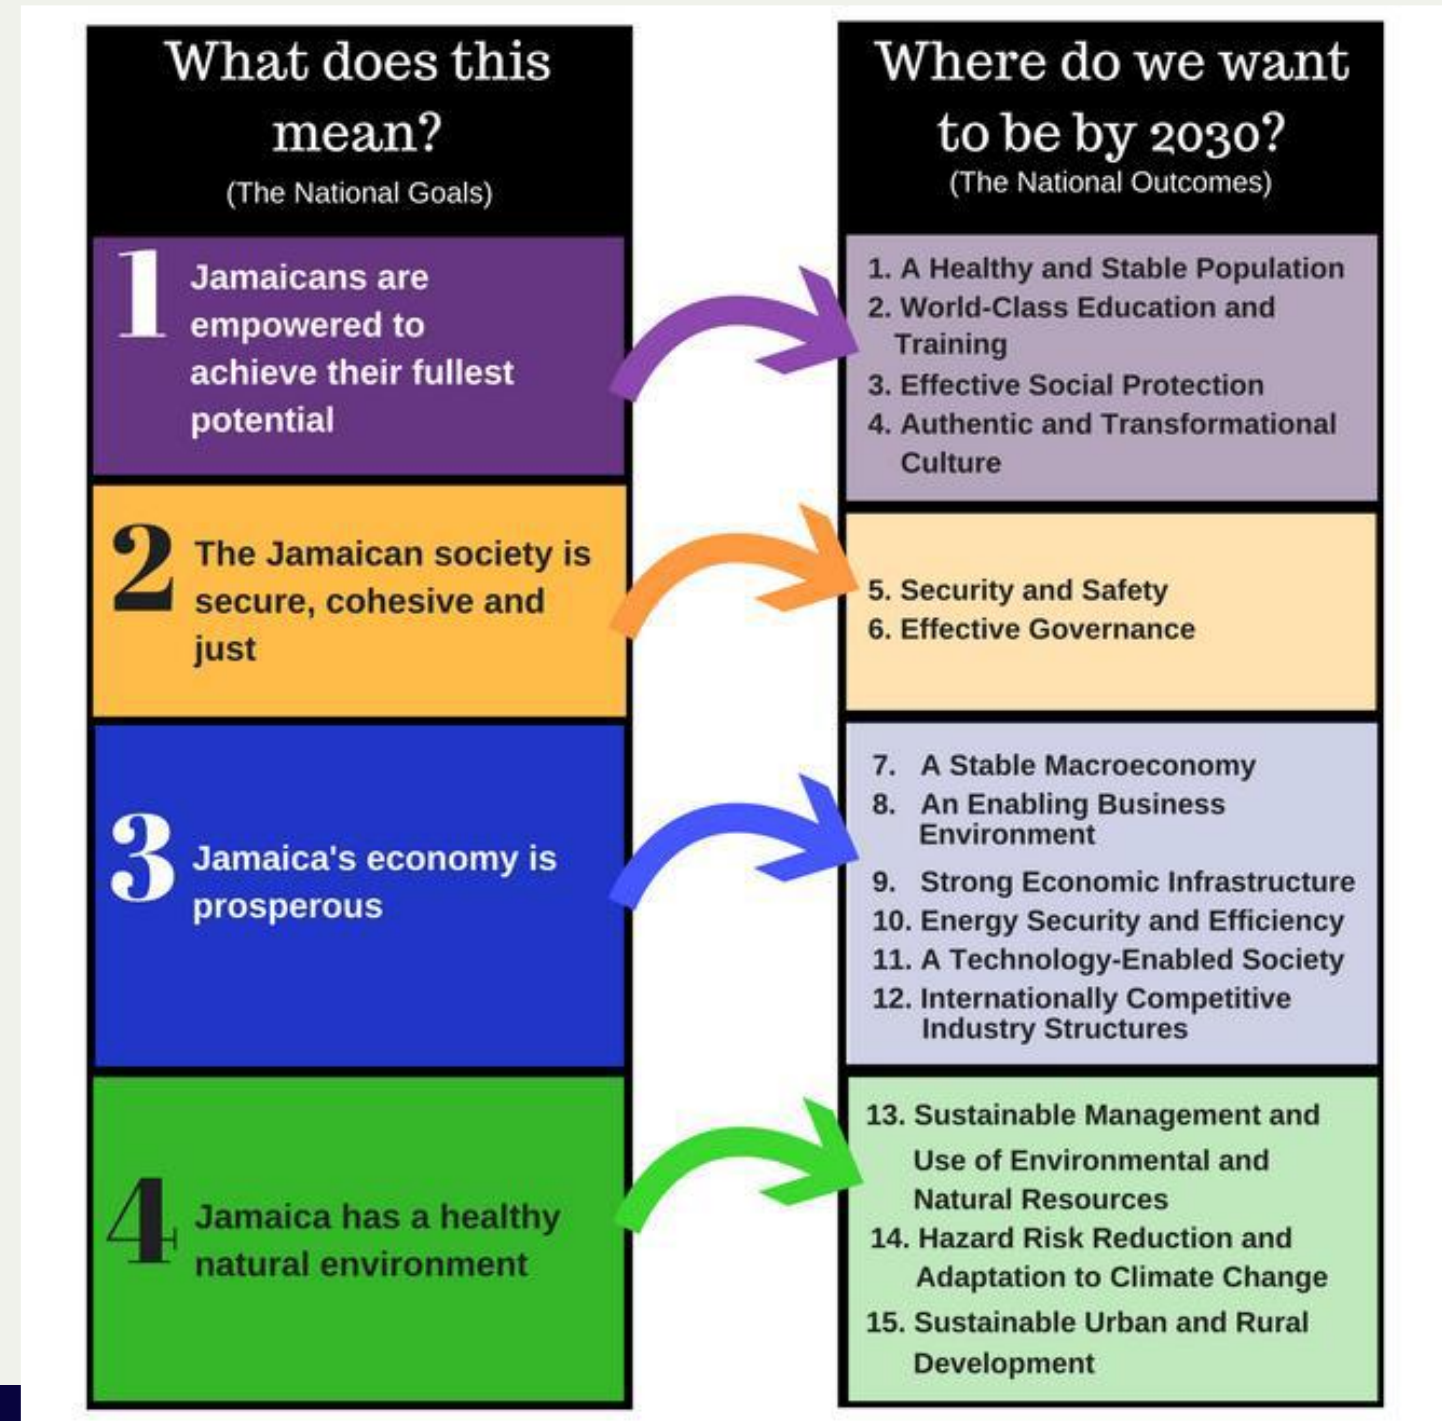 What does this
mean?
(The National Goals)
1
Jamaicans are
empowered to
achieve their fullest
potential
2
The Jamaican society is
secure, cohesive and
just
3
Jamaica's economy is
prosperous
4
Jamaica has a healthy
natural environment
Where do we want
to be by 2030?
(The National Outcomes)
1. A Healthy and Stable Population
2. World-Class Education and
Training
3. Effective Social Protection
4. Authentic and Transformational
Culture
5. Security and Safety
6. Effective Governance
7. A Stable Macroeconomy
8. An Enabling Business
Environment
9. Strong Economic Infrastructure
10. Energy Security and Efficiency
11. A Technology-Enabled Society
12. Internationally Competitive
Industry Structures
13. Sustainable Management and
Use of Environmental and
Natural Resources
14. Hazard Risk Reduction and
Adaptation to Climate Change
15. Sustainable Urban and Rural
Development